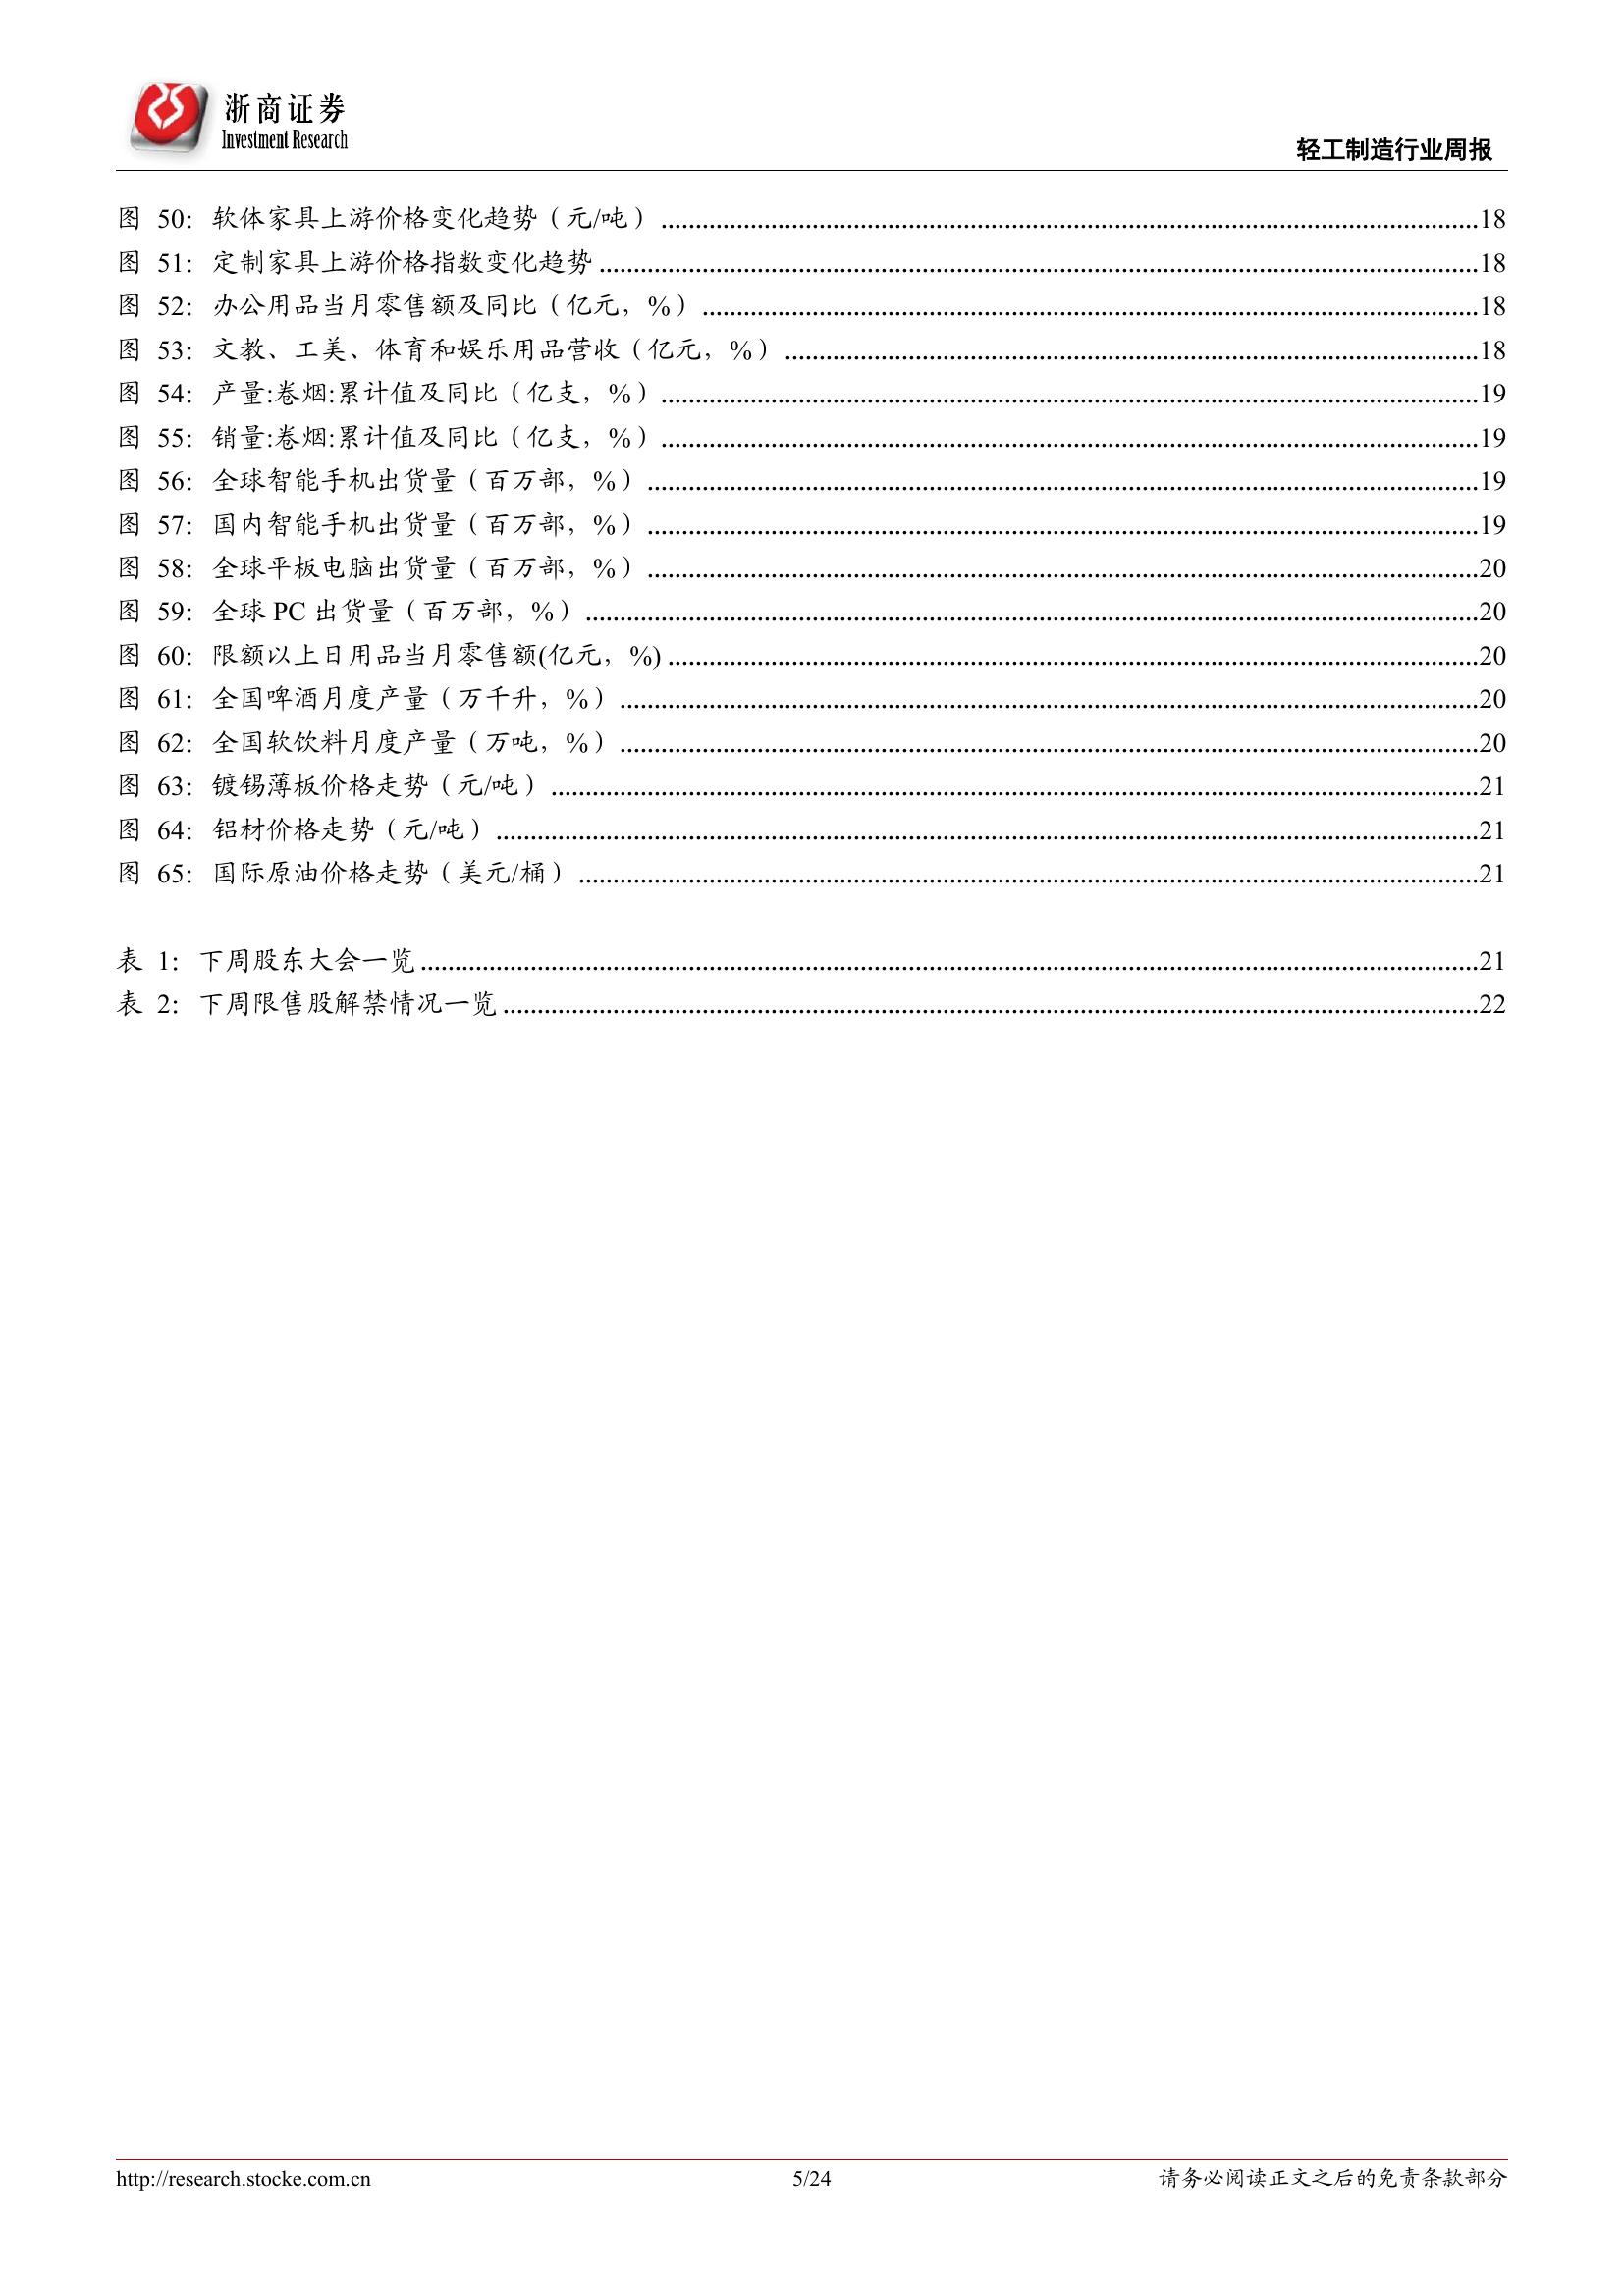 浙商证券
Investment Research
轻工制造行业周报
图 50：软体家具上游价格变化趋势（元/吨）....................18
图 51：定制家具上游价格指数变化趋势....................18
图 52：办公用品当月零售额及同比（亿元，%）....................18
图 53：文教、工美、体育和娱乐用品营收（亿元，%）....................18
图 54：产量:卷烟:累计值及同比（亿支，%）....................19
图 55：销量:卷烟:累计值及同比（亿支，%）....................19
图 56：全球智能手机出货量（百万部，%）....................19
图 57：国内智能手机出货量（百万部，%）....................19
图 58：全球平板电脑出货量（百万部，%）....................20
图 59：全球 PC 出货量（百万部，%）....................20
图 60：限额以上日用品当月零售额(亿元，%)....................20
图 61：全国啤酒月度产量（万千升，%）....................20
图 62：全国软饮料月度产量（万吨，%）....................20
图 63：镀锡薄板价格走势（元/吨）....................21
图 64：铝材价格走势（元/吨）....................21
图 65：国际原油价格走势（美元/桶）....................21
表 1：下周股东大会一览....................21
表 2：下周限售股解禁情况一览....................22
http://research.stocke.com.cn
5/24
请务必阅读正文之后的免责条款部分